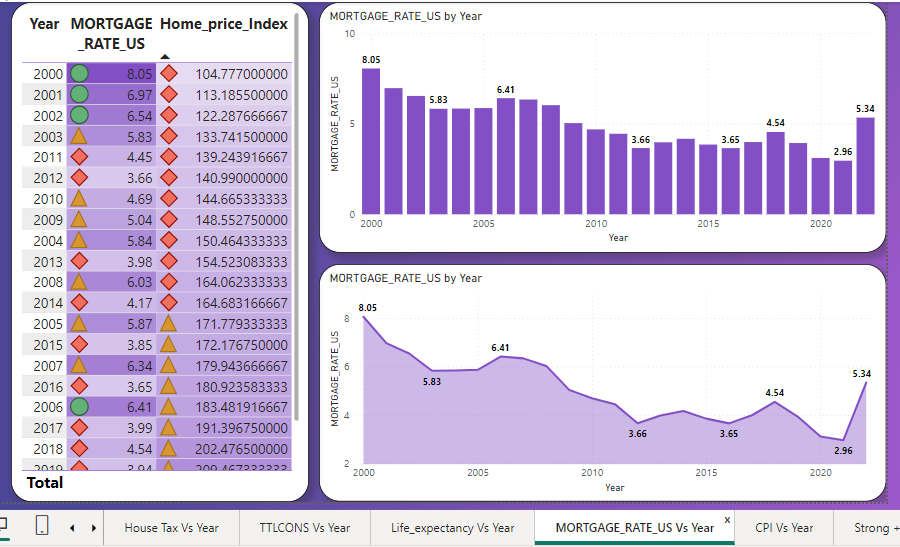 Year MORTGAGE_RATE_US Home_price_Index
2000 8.05 104.777000000
2001 6.97 113.185500000
2002 6.54 122.287666667
2003 5.83 133.741500000
2011 4.45 139.243916667
2012 3.66 140.990000000
2010 4.69 144.665333333
2009 5.04 148.552750000
2004 5.84 150.464333333
2013 3.98 154.523083333
2008 6.03 164.062333333
2014 4.17 164.683166667
2005 5.87 171.779333333
2015 3.85 172.176750000
2007 6.34 179.943666667
2016 3.65 180.923583333
2006 6.41 183.481916667
2017 3.99 191.396750000
2018 4.54 202.476500000
2019 3.94 209.467333333
Total
MORTGAGE_RATE_US by Year
MORTGAGE_RATE_US
10
5
0
8.05
5.83
6.41
3.66
3.65
4.54
2.96
5.34
2000 2005 2010 2015 2020
Year
MORTGAGE_RATE_US by Year
MORTGAGE_RATE_US
8
6
4
2
8.05
5.83
6.41
3.66
3.65
4.54
2.96
5.34
2000 2005 2010 2015 2020
Year
House Tax Vs Year TTLCONS Vs Year Life_expectancy Vs Year MORTGAGE_RATE_US Vs Year x CPI Vs Year Strong +